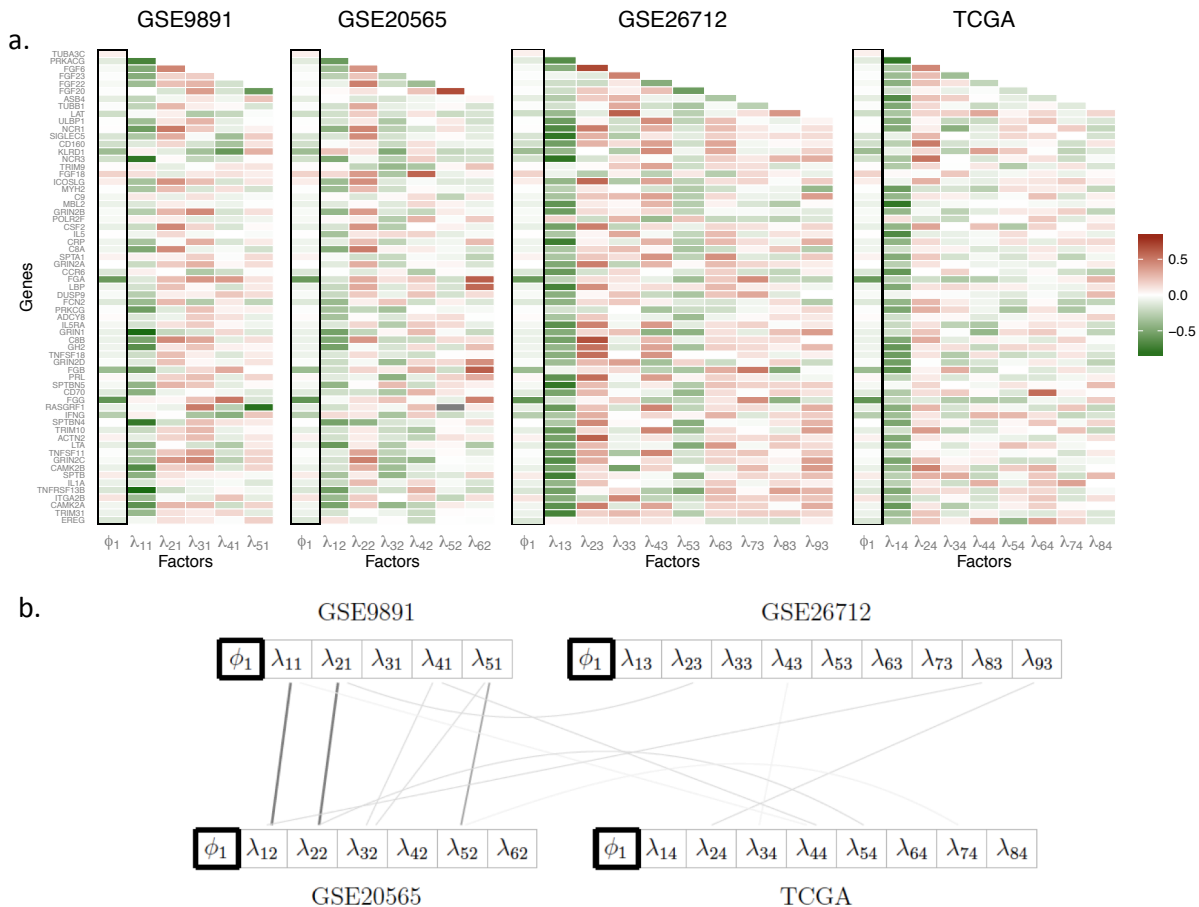 a.
GSE9891 GSE20565 GSE26712 TCGA
Genes
TUBA3C
PRKACG
FGF6
FGF23
FGF22
FGF20
ASB4
TUBB1
LAT
ULBP1
NCR1
SIGLEC5
CD160
KLRD1
NCR3
TRIM9
FGF18
ICOSLG
MYH2
C9
MBL2
GRIN2B
POLR2F
CSF2
IL5
CRP
C8A
SPTA1
GRIN2A
CCR6
FGA
LBP
DUSP9
FCN2
PRKCG
ADCY8
IL5RA
GRIN1
C8B
GH2
TNFSF18
GRIN2D
FGB
PRL
SPTBN5
CD70
FGG
RASGRF1
IFNG
SPTBN4
TRIM10
ACTN2
LTA
TNFSF11
GRIN2C
CAMK2B
SPTB
IL1A
TNFRSF13B
ITGA2B
CAMK2A
TRIM31
EREG
ϕ1 λ11 λ21 λ31 λ41 λ51 ϕ1 λ12 λ22 λ32 λ42 λ52 λ62 ϕ1 λ13 λ23 λ33 λ43 λ53 λ63 λ73 λ83 λ93 ϕ1 λ14 λ24 λ34 λ44 λ54 λ64 λ74 λ84
Factors Factors Factors Factors
0.5
0.0
−0.5
b.
GSE9891 GSE26712
ϕ1 λ11 λ21 λ31 λ41 λ51 ϕ1 λ13 λ23 λ33 λ43 λ53 λ63 λ73 λ83 λ93
ϕ1 λ12 λ22 λ32 λ42 λ52 λ62 ϕ1 λ14 λ24 λ34 λ44 λ54 λ64 λ74 λ84
GSE20565 TCGA